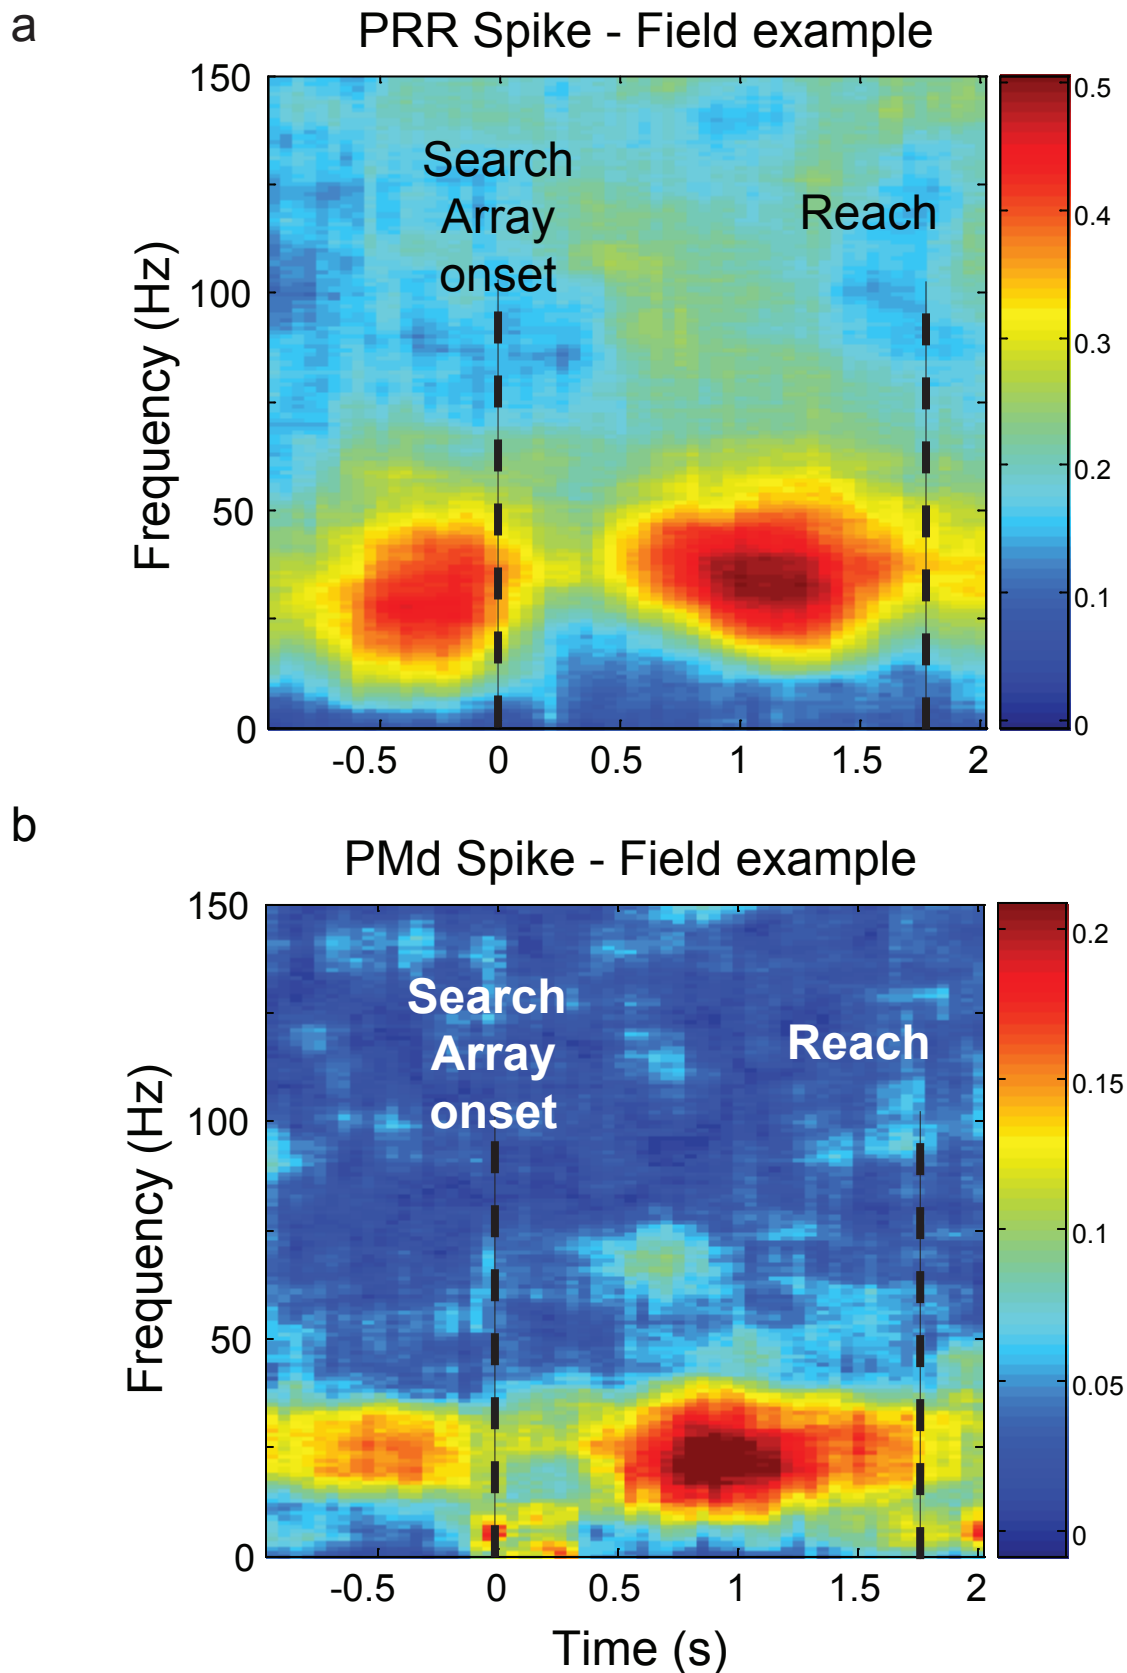 a
PRR Spike - Field example
150
100
50
0
Frequency (Hz)
Search
Array
onset
Reach
-0.5 0 0.5 1 1.5 2
0.5
0.4
0.3
0.2
0.1
0
b
PMd Spike - Field example
150
100
50
0
Frequency (Hz)
Search
Array
onset
Reach
-0.5 0 0.5 1 1.5 2
Time (s)
0.2
0.15
0.1
0.05
0